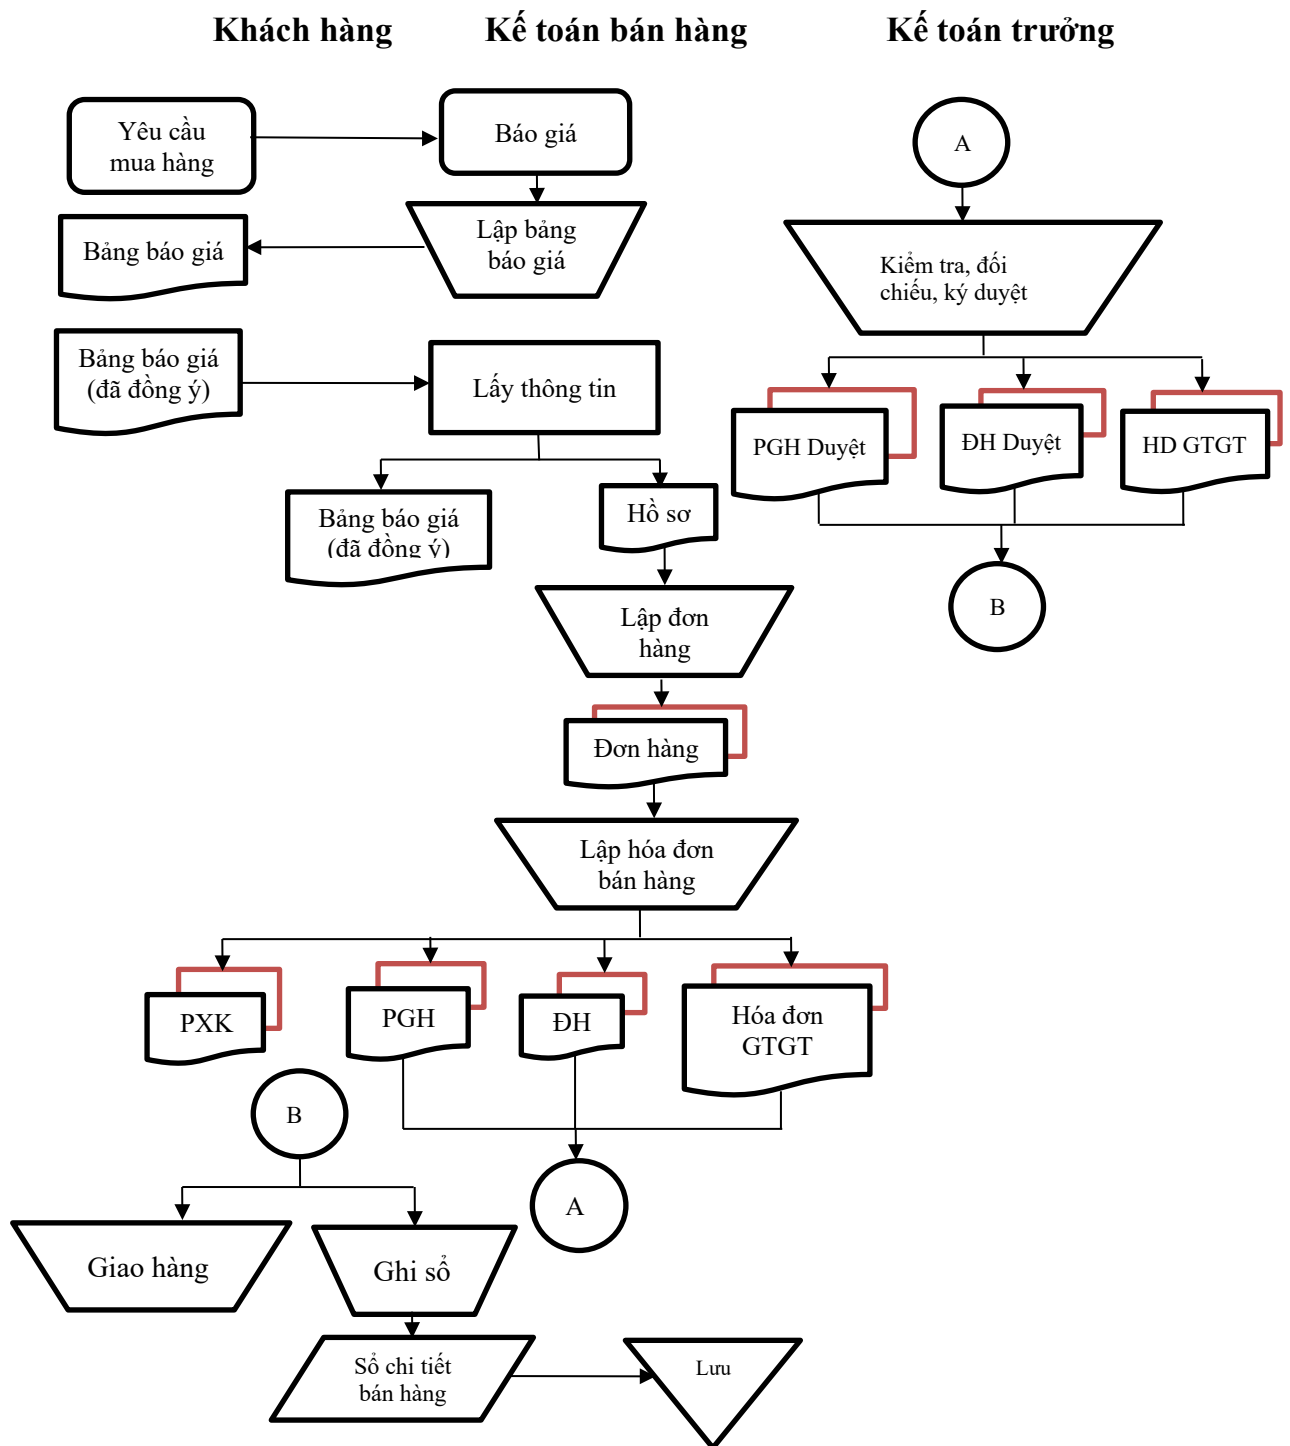 Khách hàng
Kế toán bán hàng
Kế toán trưởng
Yêu cầu
mua hàng
Báo giá
A
Lập bảng
báo giá
Bảng báo giá
Kiểm tra, đối
chiếu, ký duyệt
Bảng báo giá
(đã đồng ý)
Lấy thông tin
PGH Duyệt
ĐH Duyệt
HD GTGT
Bảng báo giá
(đã đồng ý)
Hồ sơ
B
Lập đơn
hàng
Đơn hàng
Lập hóa đơn
bán hàng
PXK
PGH
ĐH
Hóa đơn
GTGT
B
A
Giao hàng
Ghi sổ
Sổ chi tiết
bán hàng
Lưu